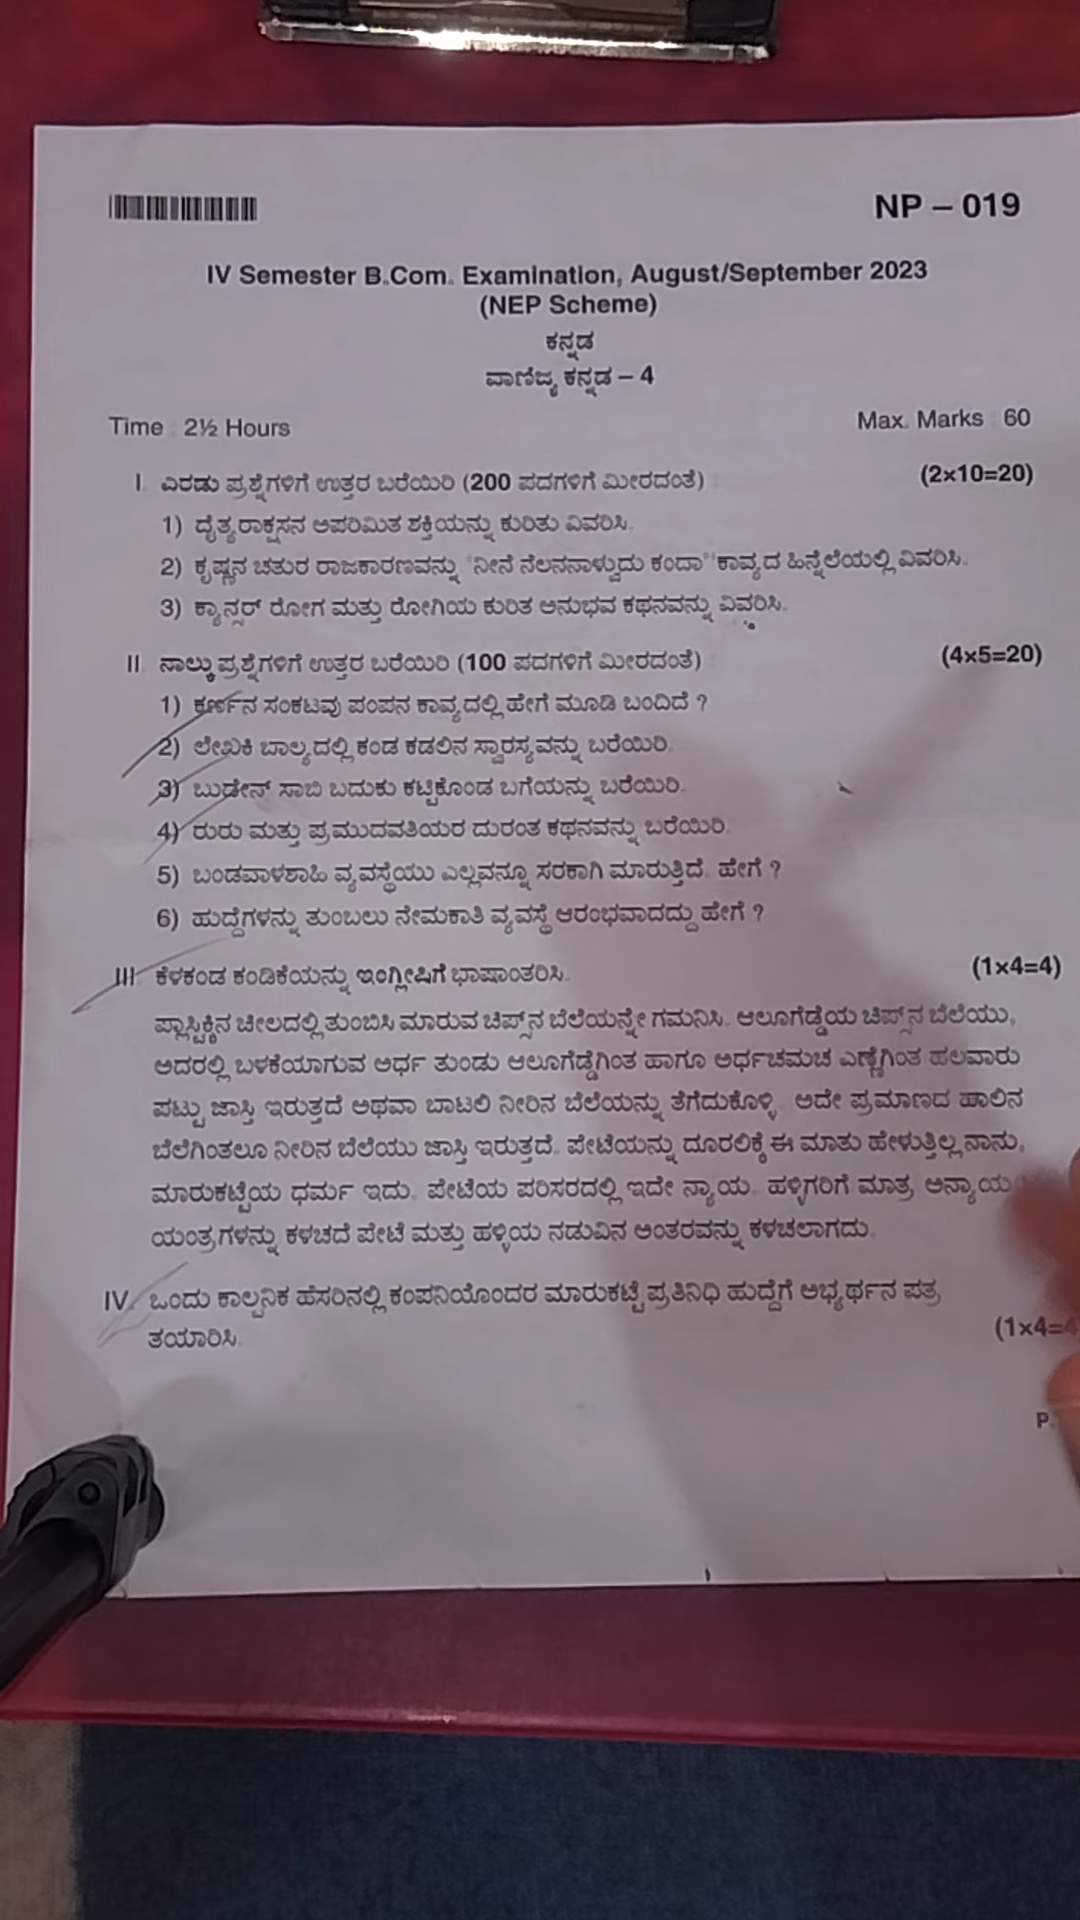 NP – 019
IV Semester B.Com. Examination, August/September 2023
(NEP Scheme)
ಕನ್ನಡ
ವಾಣಿಜ್ಯ ಕನ್ನಡ – 4
Time : 2½ Hours Max. Marks : 60
I. ಎರಡು ಪ್ರಶ್ನೆಗಳಿಗೆ ಉತ್ತರ ಬರೆಯಿರಿ (200 ಪದಗಳಿಗೆ ಮೀರದಂತೆ) : (2×10=20)
1) ದೈತ್ಯ ರಾಕ್ಷಸನ ಅಪರಿಮಿತ ಶಕ್ತಿಯನ್ನು ಕುರಿತು ವಿವರಿಸಿ.
2) ಕೃಷ್ಣನ ಚತುರ ರಾಜಕಾರಣವನ್ನು 'ನೀನೆ ನೆಲನನಾಳ್ವುದು ಕಂದಾ' ಕಾವ್ಯದ ಹಿನ್ನೆಲೆಯಲ್ಲಿ ವಿವರಿಸಿ.
3) ಕ್ಯಾನ್ಸರ್ ರೋಗ ಮತ್ತು ರೋಗಿಯ ಕುರಿತ ಅನುಭವ ಕಥನವನ್ನು ವಿವರಿಸಿ.
II. ನಾಲ್ಕು ಪ್ರಶ್ನೆಗಳಿಗೆ ಉತ್ತರ ಬರೆಯಿರಿ (100 ಪದಗಳಿಗೆ ಮೀರದಂತೆ) : (4×5=20)
1) ಕರ್ಣನ ಸಂಕಟವು ಪಂಪನ ಕಾವ್ಯದಲ್ಲಿ ಹೇಗೆ ಮೂಡಿ ಬಂದಿದೆ ?
2) ಲೇಖಕಿ ಬಾಲ್ಯದಲ್ಲಿ ಕಂಡ ಕಡಲಿನ ಸ್ವಾರಸ್ಯವನ್ನು ಬರೆಯಿರಿ.
3) ಬುಡೇನ್ ಸಾಬಿ ಬದುಕು ಕಟ್ಟಿಕೊಂಡ ಬಗೆಯನ್ನು ಬರೆಯಿರಿ.
4) ರುರು ಮತ್ತು ಪ್ರಮುದವತಿಯರ ದುರಂತ ಕಥನವನ್ನು ಬರೆಯಿರಿ.
5) ಬಂಡವಾಳಶಾಹಿ ವ್ಯವಸ್ಥೆಯು ಎಲ್ಲವನ್ನೂ ಸರಕಾಗಿ ಮಾರುತ್ತಿದೆ. ಹೇಗೆ ?
6) ಹುದ್ದೆಗಳನ್ನು ತುಂಬಲು ನೇಮಕಾತಿ ವ್ಯವಸ್ಥೆ ಆರಂಭವಾದದ್ದು ಹೇಗೆ ?
III. ಕೆಳಕಂಡ ಕಂಡಿಕೆಯನ್ನು ಇಂಗ್ಲೀಷಿಗೆ ಭಾಷಾಂತರಿಸಿ. (1×4=4)
ಪ್ಲಾಸ್ಟಿಕ್ಕಿನ ಚೀಲದಲ್ಲಿ ತುಂಬಿಸಿ ಮಾರುವ ಚಿಪ್ಸ್‌ನ ಬೆಲೆಯನ್ನೇ ಗಮನಿಸಿ. ಆಲೂಗೆಡ್ಡೆಯ ಚಿಪ್ಸ್‌ನ ಬೆಲೆಯು,
ಅದರಲ್ಲಿ ಬಳಕೆಯಾಗುವ ಅರ್ಧ ತುಂಡು ಆಲೂಗೆಡ್ಡೆಗಿಂತ ಹಾಗೂ ಅರ್ಧಚಮಚ ಎಣ್ಣೆಗಿಂತ ಹಲವಾರು
ಪಟ್ಟು ಜಾಸ್ತಿ ಇರುತ್ತದೆ ಅಥವಾ ಬಾಟಲಿ ನೀರಿನ ಬೆಲೆಯನ್ನು ತೆಗೆದುಕೊಳ್ಳಿ. ಅದೇ ಪ್ರಮಾಣದ ಹಾಲಿನ
ಬೆಲೆಗಿಂತಲೂ ನೀರಿನ ಬೆಲೆಯು ಜಾಸ್ತಿ ಇರುತ್ತದೆ. ಪೇಟೆಯನ್ನು ದೂರಲಿಕ್ಕೆ ಈ ಮಾತು ಹೇಳುತ್ತಿಲ್ಲ ನಾನು,
ಮಾರುಕಟ್ಟೆಯ ಧರ್ಮ ಇದು. ಪೇಟೆಯ ಪರಿಸರದಲ್ಲಿ ಇದೇ ನ್ಯಾಯ. ಹಳ್ಳಿಗರಿಗೆ ಮಾತ್ರ ಅನ್ಯಾಯ
ಯಂತ್ರಗಳನ್ನು ಕಳಚದೆ ಪೇಟೆ ಮತ್ತು ಹಳ್ಳಿಯ ನಡುವಿನ ಅಂತರವನ್ನು ಕಳಚಲಾಗದು.
IV. ಒಂದು ಕಾಲ್ಪನಿಕ ಹೆಸರಿನಲ್ಲಿ ಕಂಪನಿಯೊಂದರ ಮಾರುಕಟ್ಟೆ ಪ್ರತಿನಿಧಿ ಹುದ್ದೆಗೆ ಅಭ್ಯರ್ಥನ ಪತ್ರ
ತಯಾರಿಸಿ. (1×4=4
P.